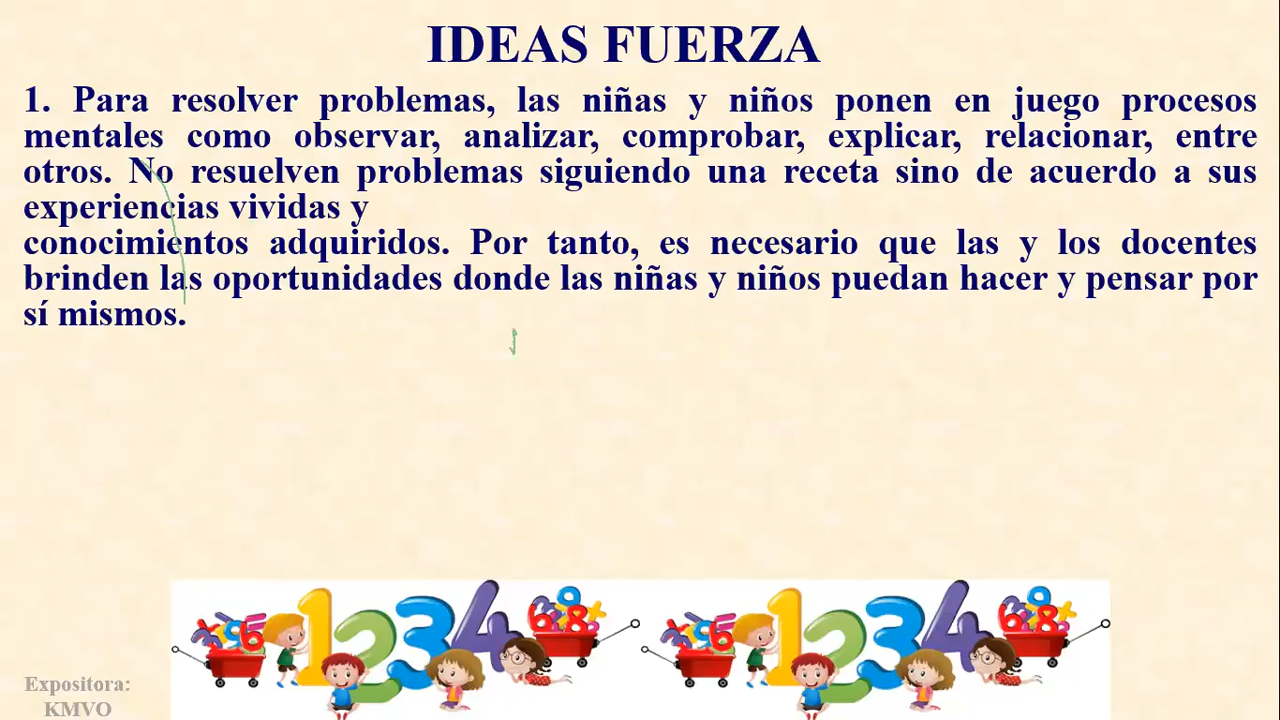 IDEAS FUERZA
1. Para resolver problemas, las niñas y niños ponen en juego procesos
mentales como observar, analizar, comprobar, explicar, relacionar, entre
otros. No resuelven problemas siguiendo una receta sino de acuerdo a sus
experiencias vividas y
conocimientos adquiridos. Por tanto, es necesario que las y los docentes
brinden las oportunidades donde las niñas y niños puedan hacer y pensar por
sí mismos.
1234 1234
Expositora:
KMVO